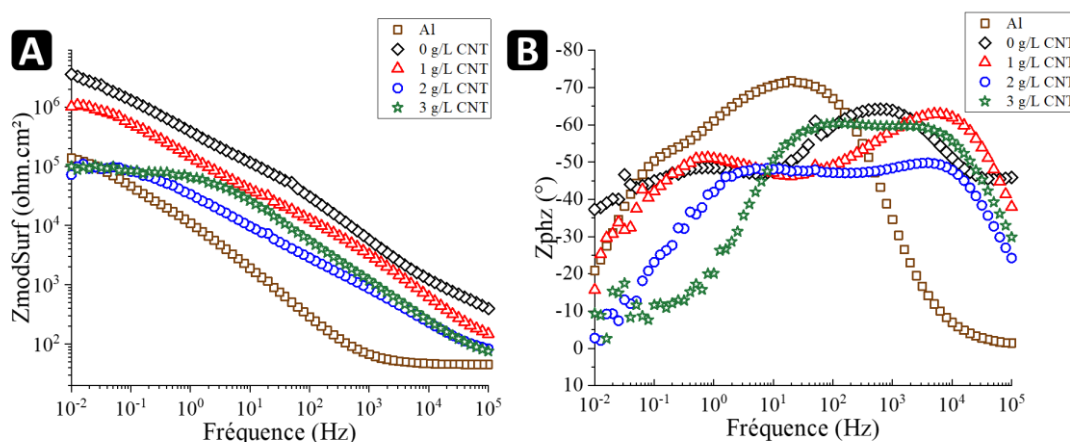 A
Al
0 g/L CNT
1 g/L CNT
2 g/L CNT
3 g/L CNT
ZmodSurf (ohm.cm²)
10⁶
10⁵
10⁴
10³
10²
10⁻² 10⁻¹ 10⁰ 10¹ 10² 10³ 10⁴ 10⁵
Fréquence (Hz)
B
Al
0 g/L CNT
1 g/L CNT
2 g/L CNT
3 g/L CNT
Zphz (°)
-80
-70
-60
-50
-40
-30
-20
-10
0
10
10⁻² 10⁻¹ 10⁰ 10¹ 10² 10³ 10⁴ 10⁵
Fréquence (Hz)